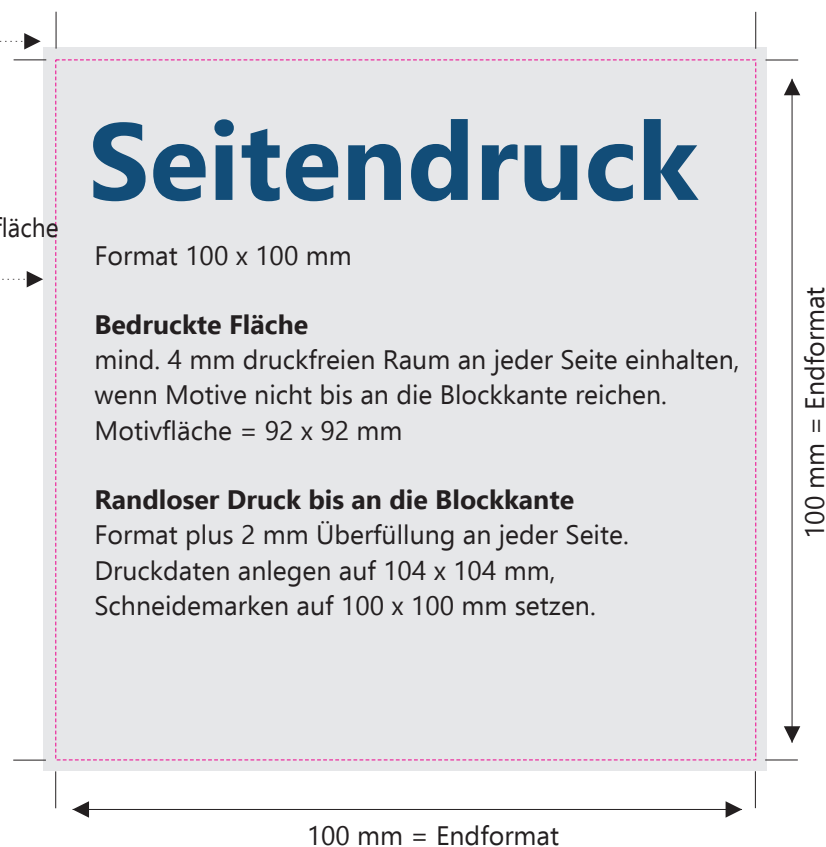 Seitendruck
fläche
Format 100 x 100 mm
Bedruckte Fläche
mind. 4 mm druckfreien Raum an jeder Seite einhalten,
wenn Motive nicht bis an die Blockkante reichen.
Motivfläche = 92 x 92 mm
Randloser Druck bis an die Blockkante
Format plus 2 mm Überfüllung an jeder Seite.
Druckdaten anlegen auf 104 x 104 mm,
Schneidemarken auf 100 x 100 mm setzen.
100 mm = Endformat
100 mm = Endformat